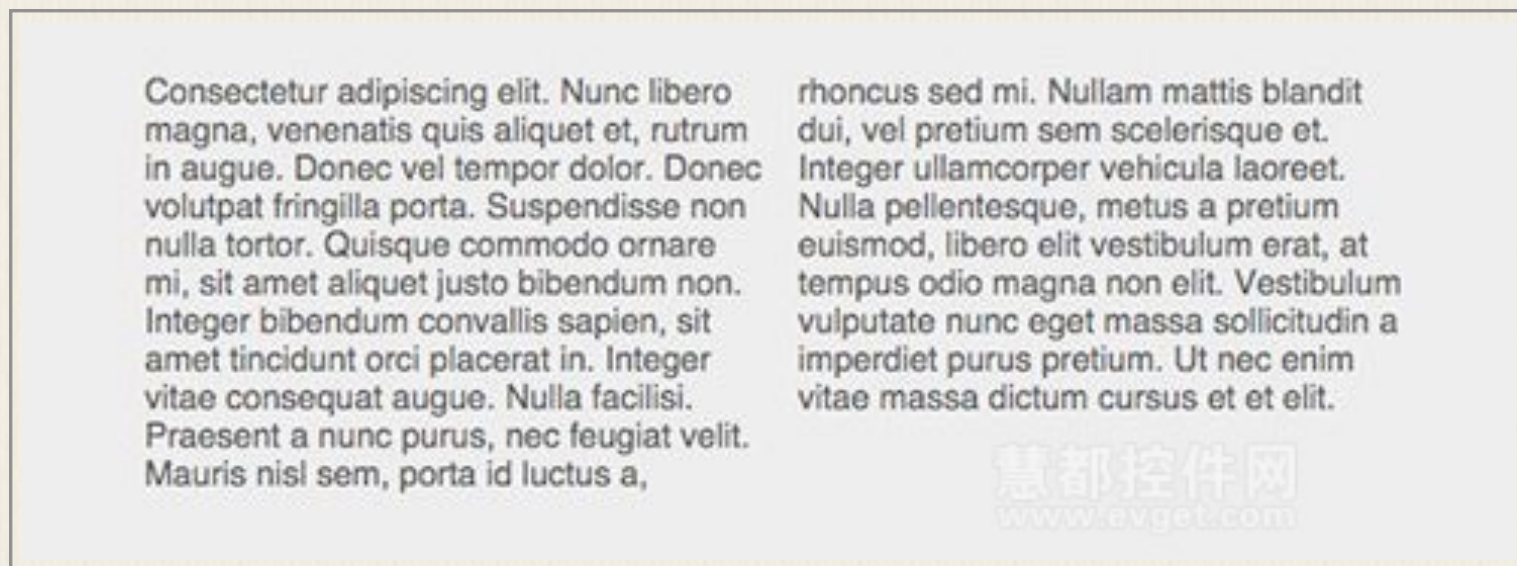 Consectetur adipiscing elit. Nunc libero
magna, venenatis quis aliquet et, rutrum
in augue. Donec vel tempor dolor. Donec
volutpat fringilla porta. Suspendisse non
nulla tortor. Quisque commodo ornare
mi, sit amet aliquet justo bibendum non.
Integer bibendum convallis sapien, sit
amet tincidunt orci placerat in. Integer
vitae consequat augue. Nulla facilisi.
Praesent a nunc purus, nec feugiat velit.
Mauris nisl sem, porta id luctus a,
rhoncus sed mi. Nullam mattis blandit
dui, vel pretium sem scelerisque et.
Integer ullamcorper vehicula laoreet.
Nulla pellentesque, metus a pretium
euismod, libero elit vestibulum erat, at
tempus odio magna non elit. Vestibulum
vulputate nunc eget massa sollicitudin a
imperdiet purus pretium. Ut nec enim
vitae massa dictum cursus et et elit.
慧都控件网
www.evget.com